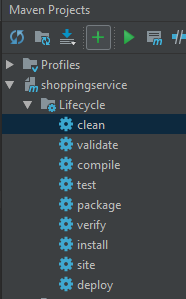 Maven Projects
Profiles
shoppingservice
Lifecycle
clean
validate
compile
test
package
verify
install
site
deploy